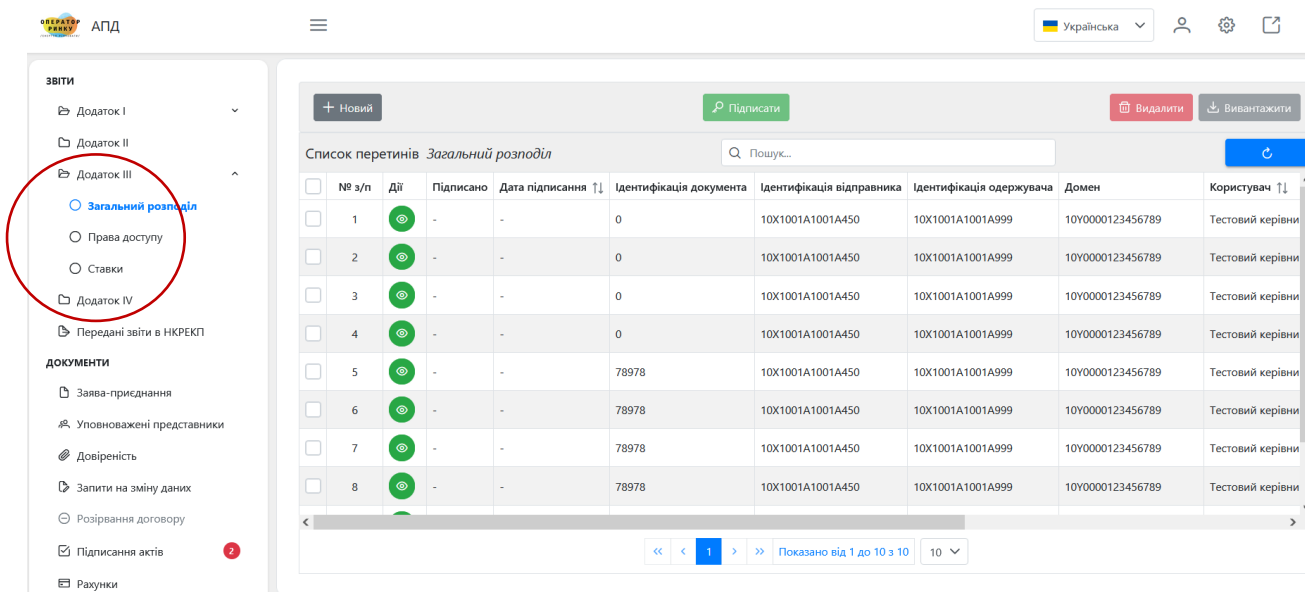 ОПЕРАТОР
РИНКУ
АПД
Українська
ЗВІТИ
Додаток I
Додаток II
Додаток III
Загальний розподіл
Права доступу
Ставки
Додаток IV
Передані звіти в НКРЕКП
ДОКУМЕНТИ
Заява-приєднання
Уповноважені представники
Довіреність
Запити на зміну даних
Розірвання договору
Підписання актів 2
Рахунки
Новий
Підписати
Видалити
Вивантажити
Список перетинів Загальний розподіл
Пошук...
№ з/п Дії Підписано Дата підписання Ідентифікація документа Ідентифікація відправника Ідентифікація одержувача Домен Користувач
1 - - 0 10X1001A1001A450 10X1001A1001A999 10Y0000123456789 Тестовий керівни
2 - - 0 10X1001A1001A450 10X1001A1001A999 10Y0000123456789 Тестовий керівни
3 - - 0 10X1001A1001A450 10X1001A1001A999 10Y0000123456789 Тестовий керівни
4 - - 0 10X1001A1001A450 10X1001A1001A999 10Y0000123456789 Тестовий керівни
5 - - 78978 10X1001A1001A450 10X1001A1001A999 10Y0000123456789 Тестовий керівни
6 - - 78978 10X1001A1001A450 10X1001A1001A999 10Y0000123456789 Тестовий керівни
7 - - 78978 10X1001A1001A450 10X1001A1001A999 10Y0000123456789 Тестовий керівни
8 - - 78978 10X1001A1001A450 10X1001A1001A999 10Y0000123456789 Тестовий керівни
1 Показано від 1 до 10 з 10 10